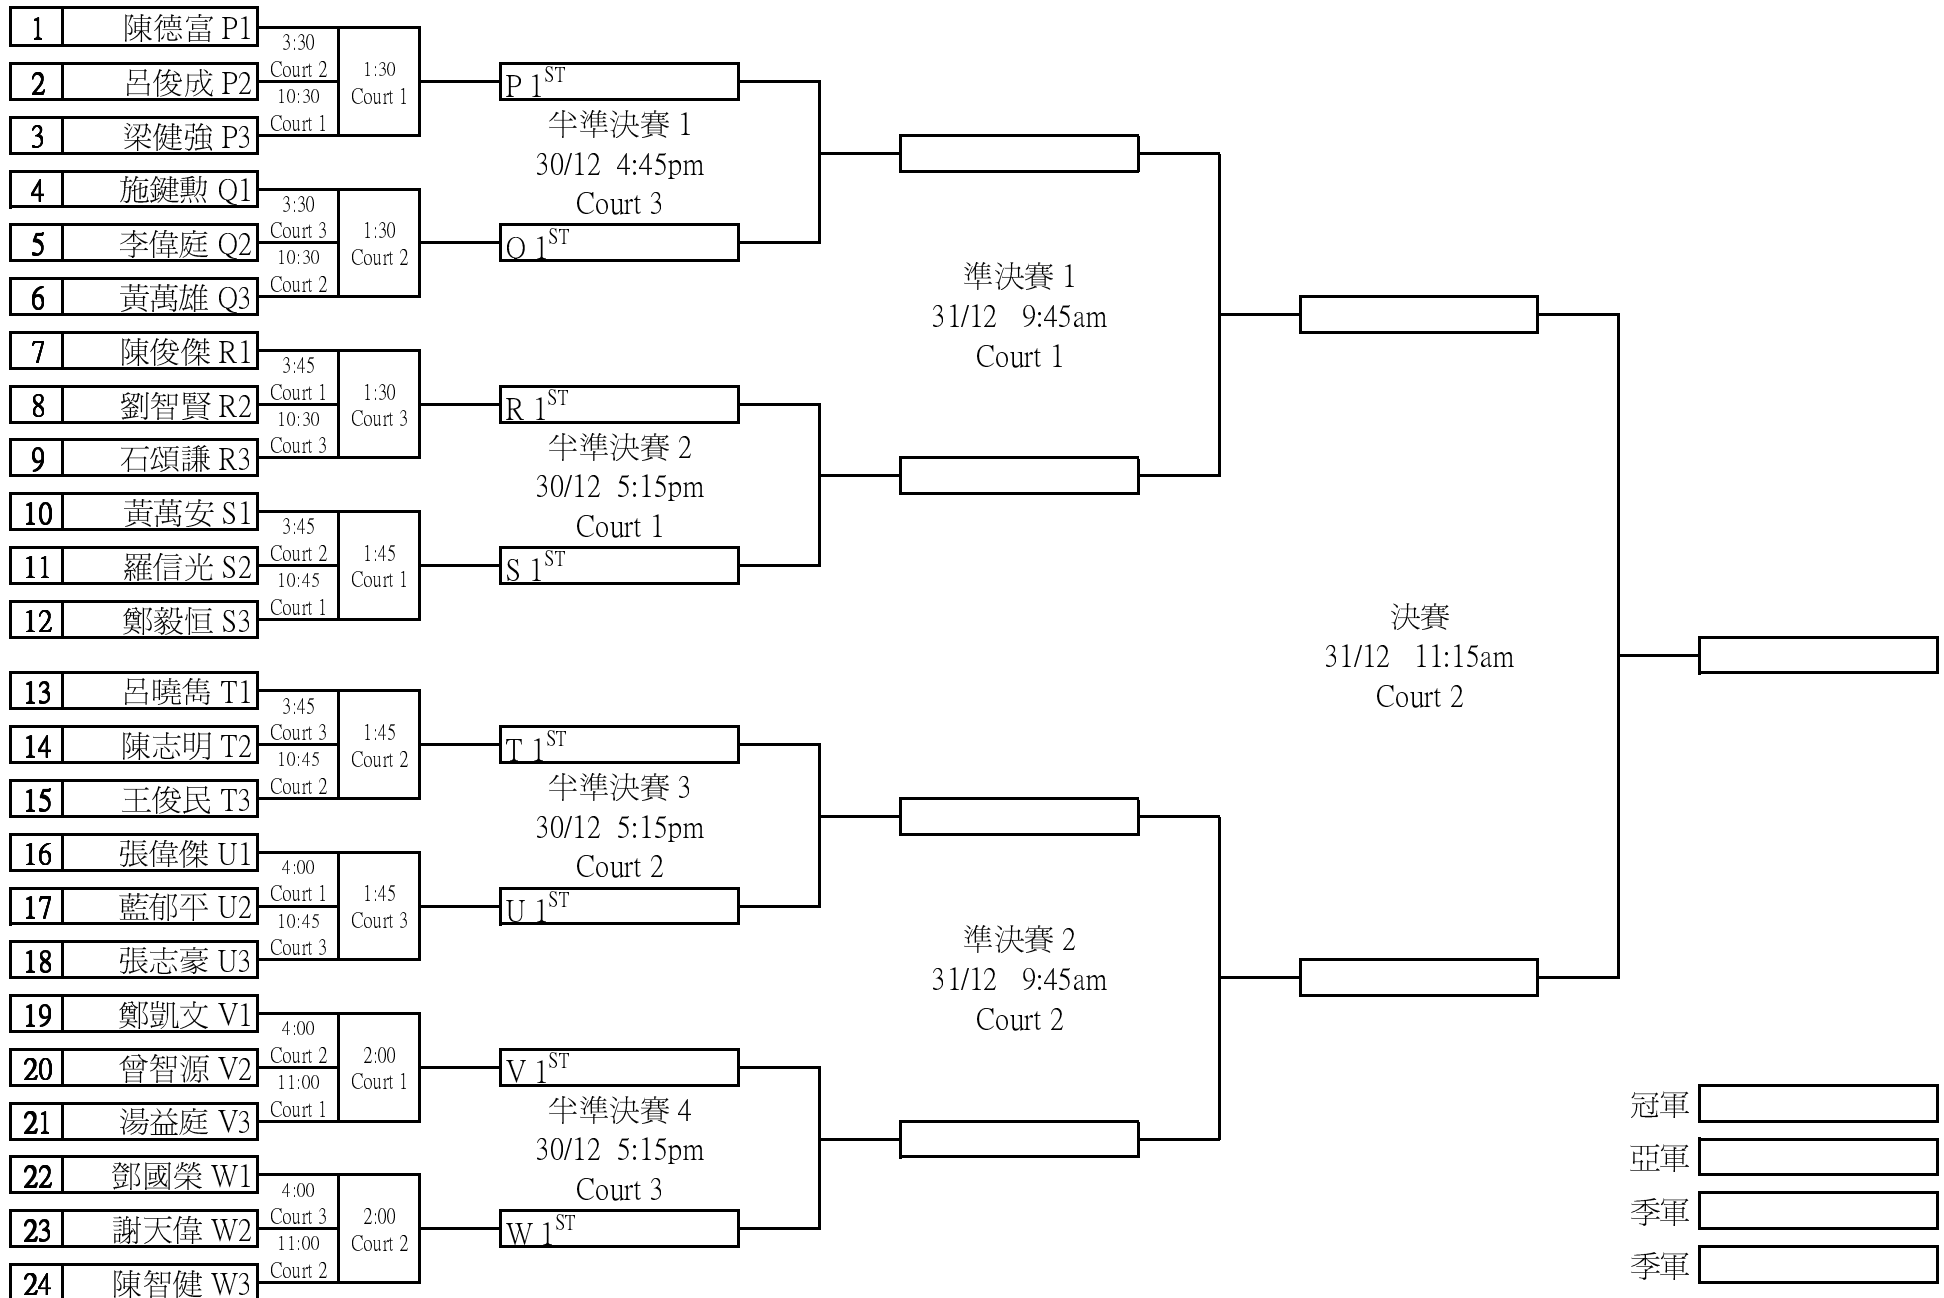 1 陳德富 P1
3:30
Court 2
1:30
Court 1
2 呂俊成 P2
10:30
Court 1
3 梁健強 P3
P 1ST
半準決賽 1
30/12 4:45pm
Court 3
4 施鍵勲 Q1
3:30
Court 3
1:30
Court 2
5 李偉庭 Q2
10:30
Court 2
6 黃萬雄 Q3
Q 1ST
準決賽 1
31/12 9:45am
Court 1
7 陳俊傑 R1
3:45
Court 1
1:30
Court 3
8 劉智賢 R2
10:30
Court 3
9 石頌謙 R3
R 1ST
半準決賽 2
30/12 5:15pm
Court 1
10 黃萬安 S1
3:45
Court 2
1:45
Court 1
11 羅信光 S2
10:45
Court 1
12 鄭毅恒 S3
S 1ST
決賽
31/12 11:15am
Court 2
13 呂曉雋 T1
3:45
Court 3
1:45
Court 2
14 陳志明 T2
10:45
Court 2
15 王俊民 T3
T 1ST
半準決賽 3
30/12 5:15pm
Court 2
16 張偉傑 U1
4:00
Court 1
1:45
Court 3
17 藍郁平 U2
10:45
Court 3
18 張志豪 U3
U 1ST
準決賽 2
31/12 9:45am
Court 2
19 鄭凱文 V1
4:00
Court 2
2:00
Court 1
20 曾智源 V2
11:00
Court 1
21 湯益庭 V3
V 1ST
半準決賽 4
30/12 5:15pm
Court 3
22 鄧國榮 W1
4:00
Court 3
2:00
Court 2
23 謝天偉 W2
11:00
Court 2
24 陳智健 W3
W 1ST
冠軍
亞軍
季軍
季軍